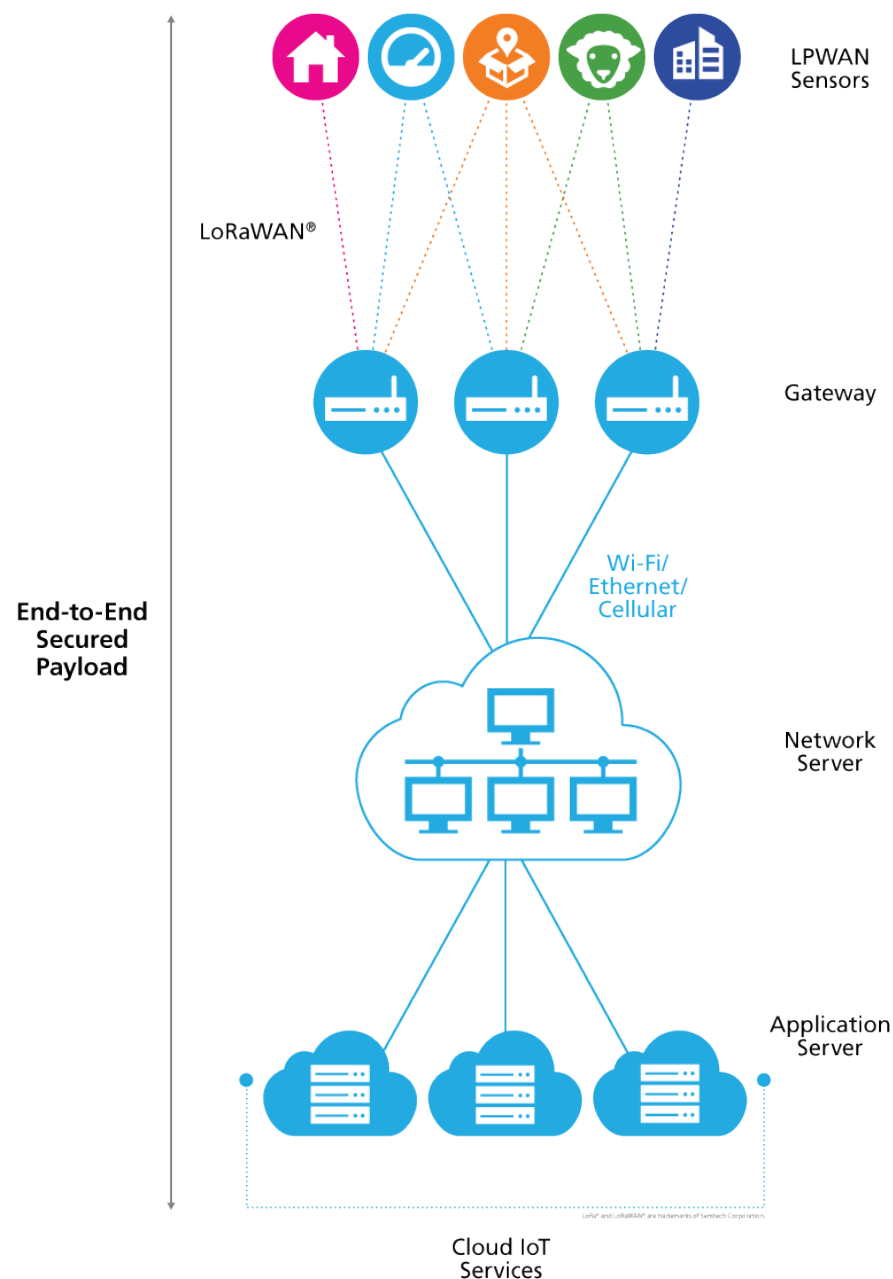 LPWAN
Sensors
LoRaWAN®
Gateway
Wi-Fi/
Ethernet/
Cellular
End-to-End
Secured
Payload
Network
Server
Application
Server
LoRa® and LoRaWAN® are trademarks of Semtech Corporation.
Cloud IoT
Services